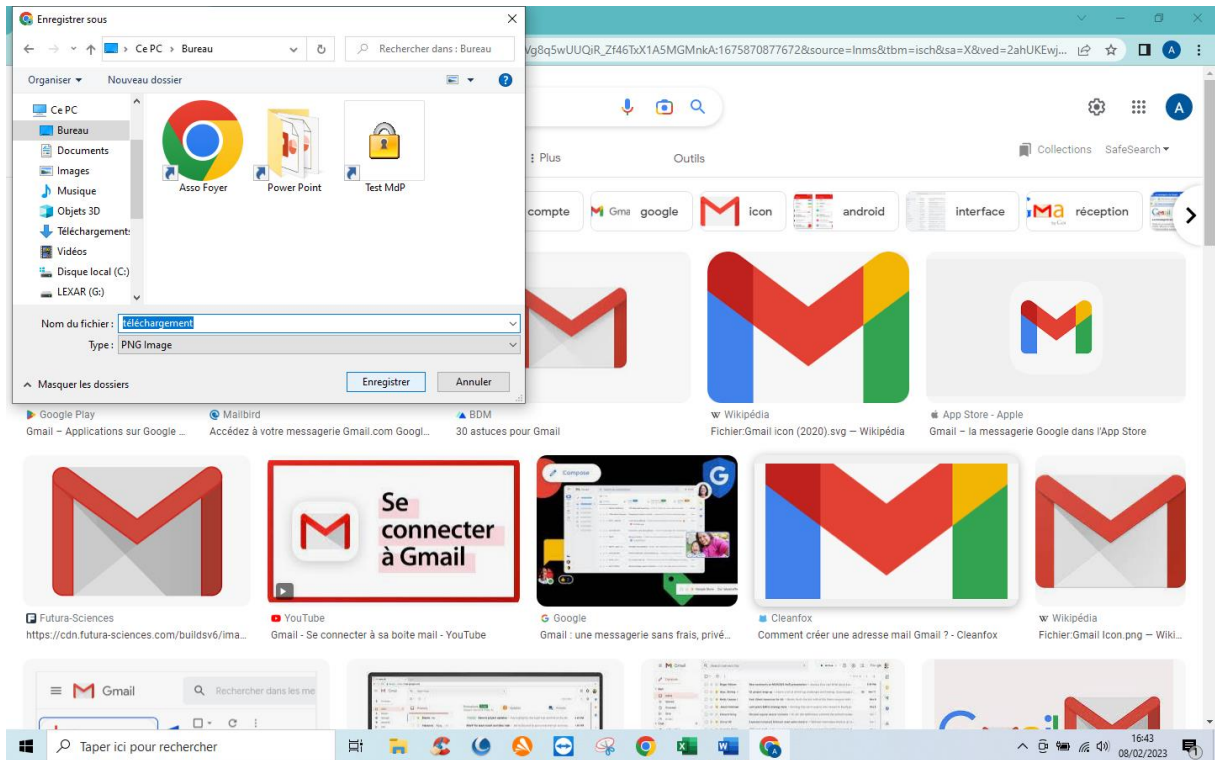 Enregistrer sous
Ce PC > Bureau
Rechercher dans : Bureau
Vg8q5wUUQiR_Zf46TxX1A5MGMnkA:1675870877672&source=lnms&tbm=isch&sa=X&ved=2ahUKEwj...
A
Organiser
Nouveau dossier
Ce PC
Bureau
Documents
Images
Musique
Objets 3D
Téléchargement
Vidéos
Disque local (C:)
LEXAR (G:)
Asso Foyer
Power Point
Test MdP
Nom du fichier : téléchargement
Type : PNG Image
Masquer les dossiers
Enregistrer
Annuler
A
Plus
Outils
Collections
SafeSearch
compte
Gma google
icon
android
interface
réception
Google Play
Gmail – Applications sur Google ...
Mailbird
Accédez à votre messagerie Gmail.com Googl...
BDM
30 astuces pour Gmail
Wikipédia
Fichier:Gmail icon (2020).svg — Wikipédia
App Store - Apple
Gmail – la messagerie Google dans l'App Store
Se
connecter
à Gmail
Compose
Futura-Sciences
https://cdn.futura-sciences.com/buildsv6/ima...
YouTube
Gmail - Se connecter à sa boite mail - YouTube
Google
Gmail : une messagerie sans frais, privé...
Cleanfox
Comment créer une adresse mail Gmail ? - Cleanfox
Wikipédia
Fichier:Gmail Icon.png — Wiki...
Gmail
Rechercher dans les me
Taper ici pour rechercher
16:43
08/02/2023
1